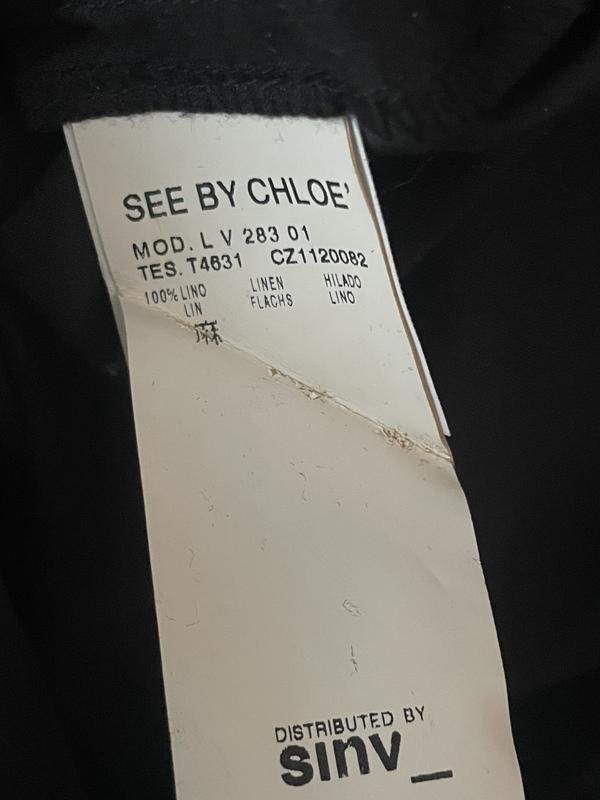 SEE BY CHLOE'
MOD. L V 283 01
TES. T4631 CZ1120082
100% LINO LINEN HILADO
LIN FLACHS LINO
麻
DISTRIBUTED BY
sinv_